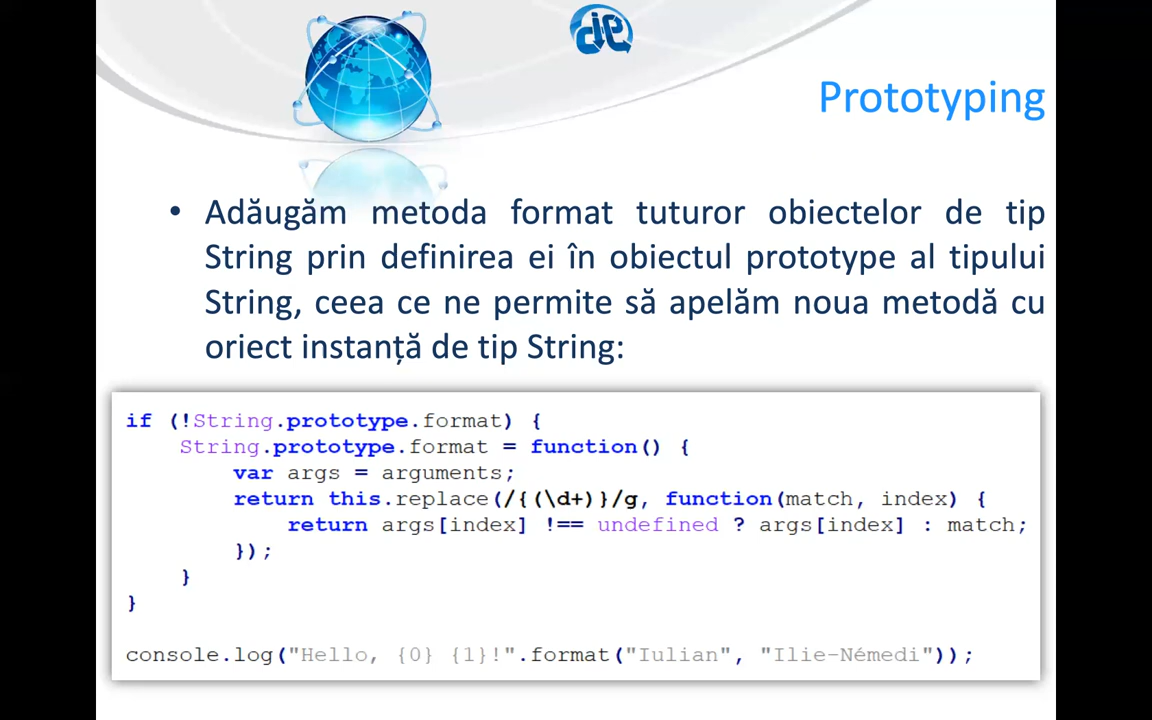 Prototyping
• Adăugăm metoda format tuturor obiectelor de tip
String prin definirea ei în obiectul prototype al tipului
String, ceea ce ne permite să apelăm noua metodă cu
oriect instanță de tip String:
if (!String.prototype.format) {
    String.prototype.format = function() {
        var args = arguments;
        return this.replace(/{(\d+)}/g, function(match, index) {
            return args[index] !== undefined ? args[index] : match;
        });
    }
}
console.log("Hello, {0} {1}!".format("Iulian", "Ilie-Némedi"));